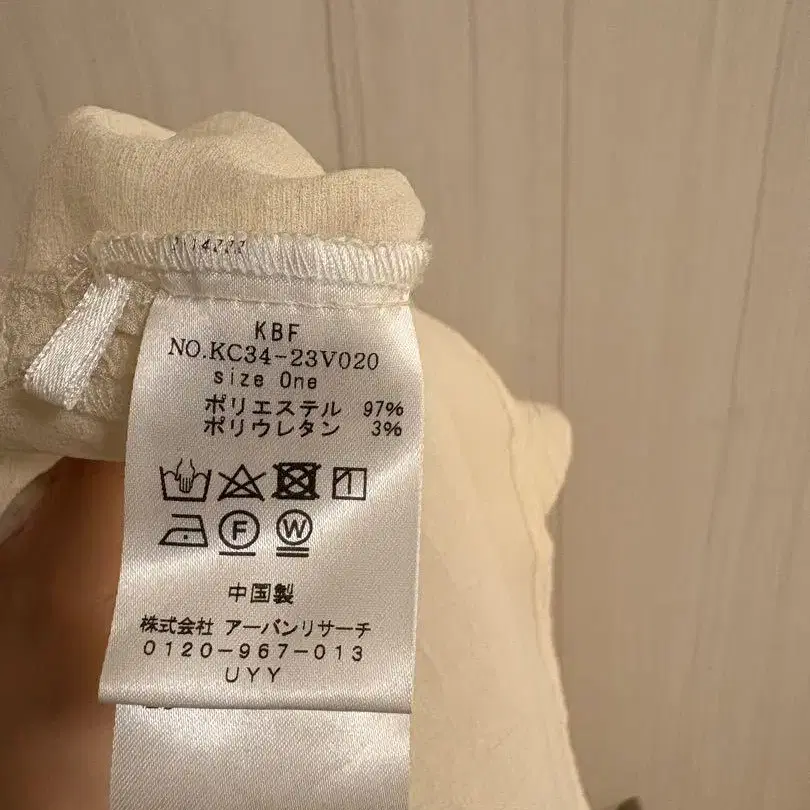 KBF
NO.KC34-23V020
size One
ポリエステル 97%
ポリウレタン 3%
F W
中国製
株式会社 アーバンリサーチ
0120-967-013
UYY